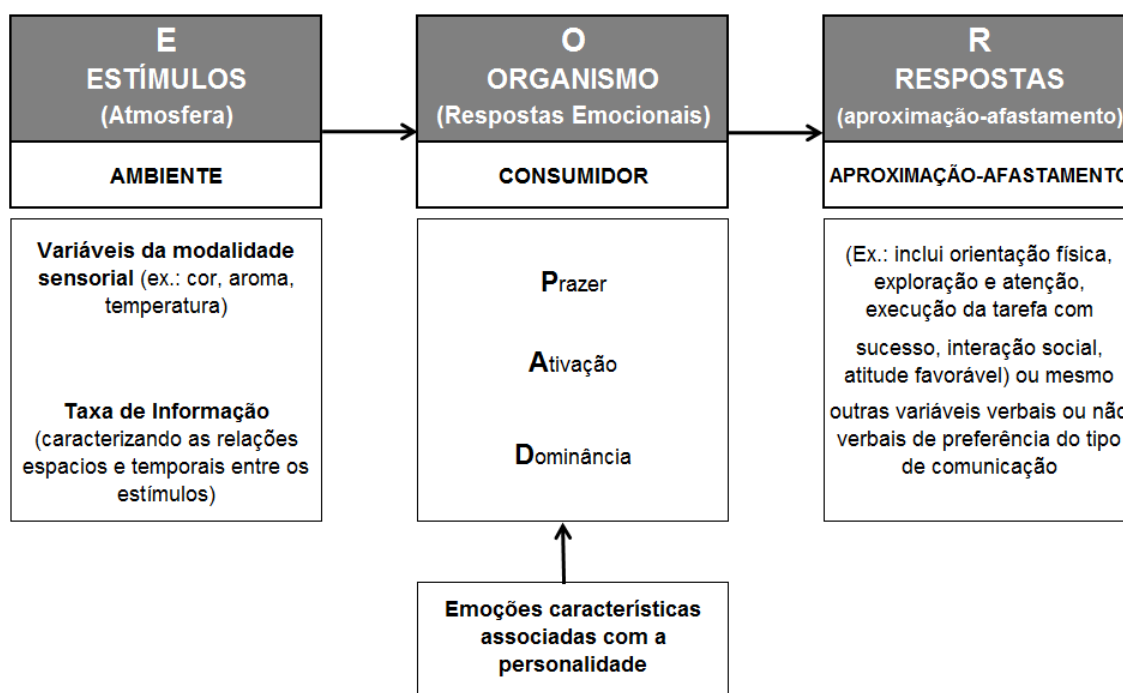 E
ESTÍMULOS
(Atmosfera)
AMBIENTE
Variáveis da modalidade
sensorial (ex.: cor, aroma,
temperatura)
Taxa de Informação
(caracterizando as relações
espacios e temporais entre os
estímulos)
O
ORGANISMO
(Respostas Emocionais)
CONSUMIDOR
Prazer
Ativação
Dominância
Emoções características
associadas com a
personalidade
R
RESPOSTAS
(aproximação-afastamento)
APROXIMAÇÃO-AFASTAMENTO
(Ex.: inclui orientação física,
exploração e atenção,
execução da tarefa com
sucesso, interação social,
atitude favorável) ou mesmo
outras variáveis verbais ou não
verbais de preferência do tipo
de comunicação